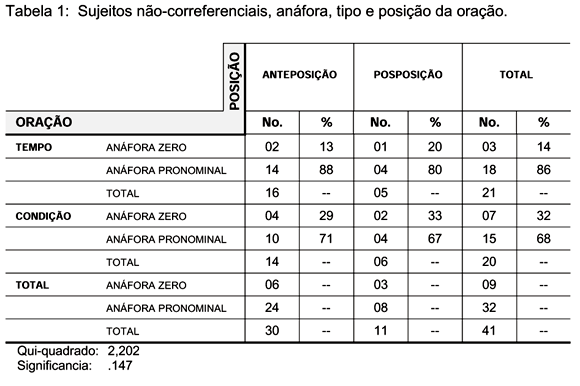 Tabela 1: Sujeitos não-correferenciais, anáfora, tipo e posição da oração.
POSIÇÃO ANTEPOSIÇÃO POSPOSIÇÃO TOTAL
ORAÇÃO No. % No. % No. %
TEMPO ANÁFORA ZERO 02 13 01 20 03 14
ANÁFORA PRONOMINAL 14 88 04 80 18 86
TOTAL 16 -- 05 -- 21 --
CONDIÇÃO ANÁFORA ZERO 04 29 02 33 07 32
ANÁFORA PRONOMINAL 10 71 04 67 15 68
TOTAL 14 -- 06 -- 20 --
TOTAL ANÁFORA ZERO 06 -- 03 -- 09 --
ANÁFORA PRONOMINAL 24 -- 08 -- 32 --
TOTAL 30 -- 11 -- 41 --
Qui-quadrado: 2,202
Significancia: .147